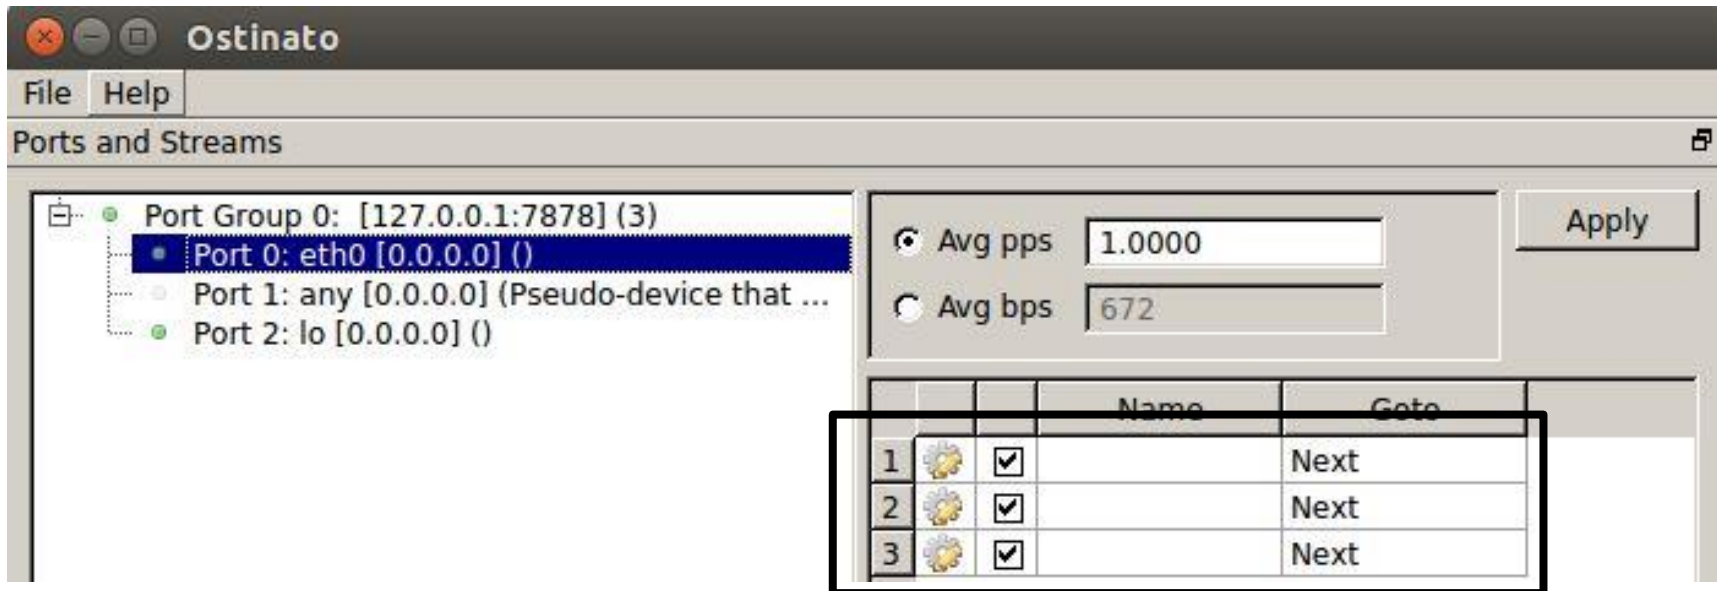 Ostinato
File Help
Ports and Streams
Port Group 0: [127.0.0.1:7878] (3)
Port 0: eth0 [0.0.0.0] ()
Port 1: any [0.0.0.0] (Pseudo-device that ...
Port 2: lo [0.0.0.0] ()
Avg pps 1.0000
Avg bps 672
Apply
Name Goto
1 Next
2 Next
3 Next